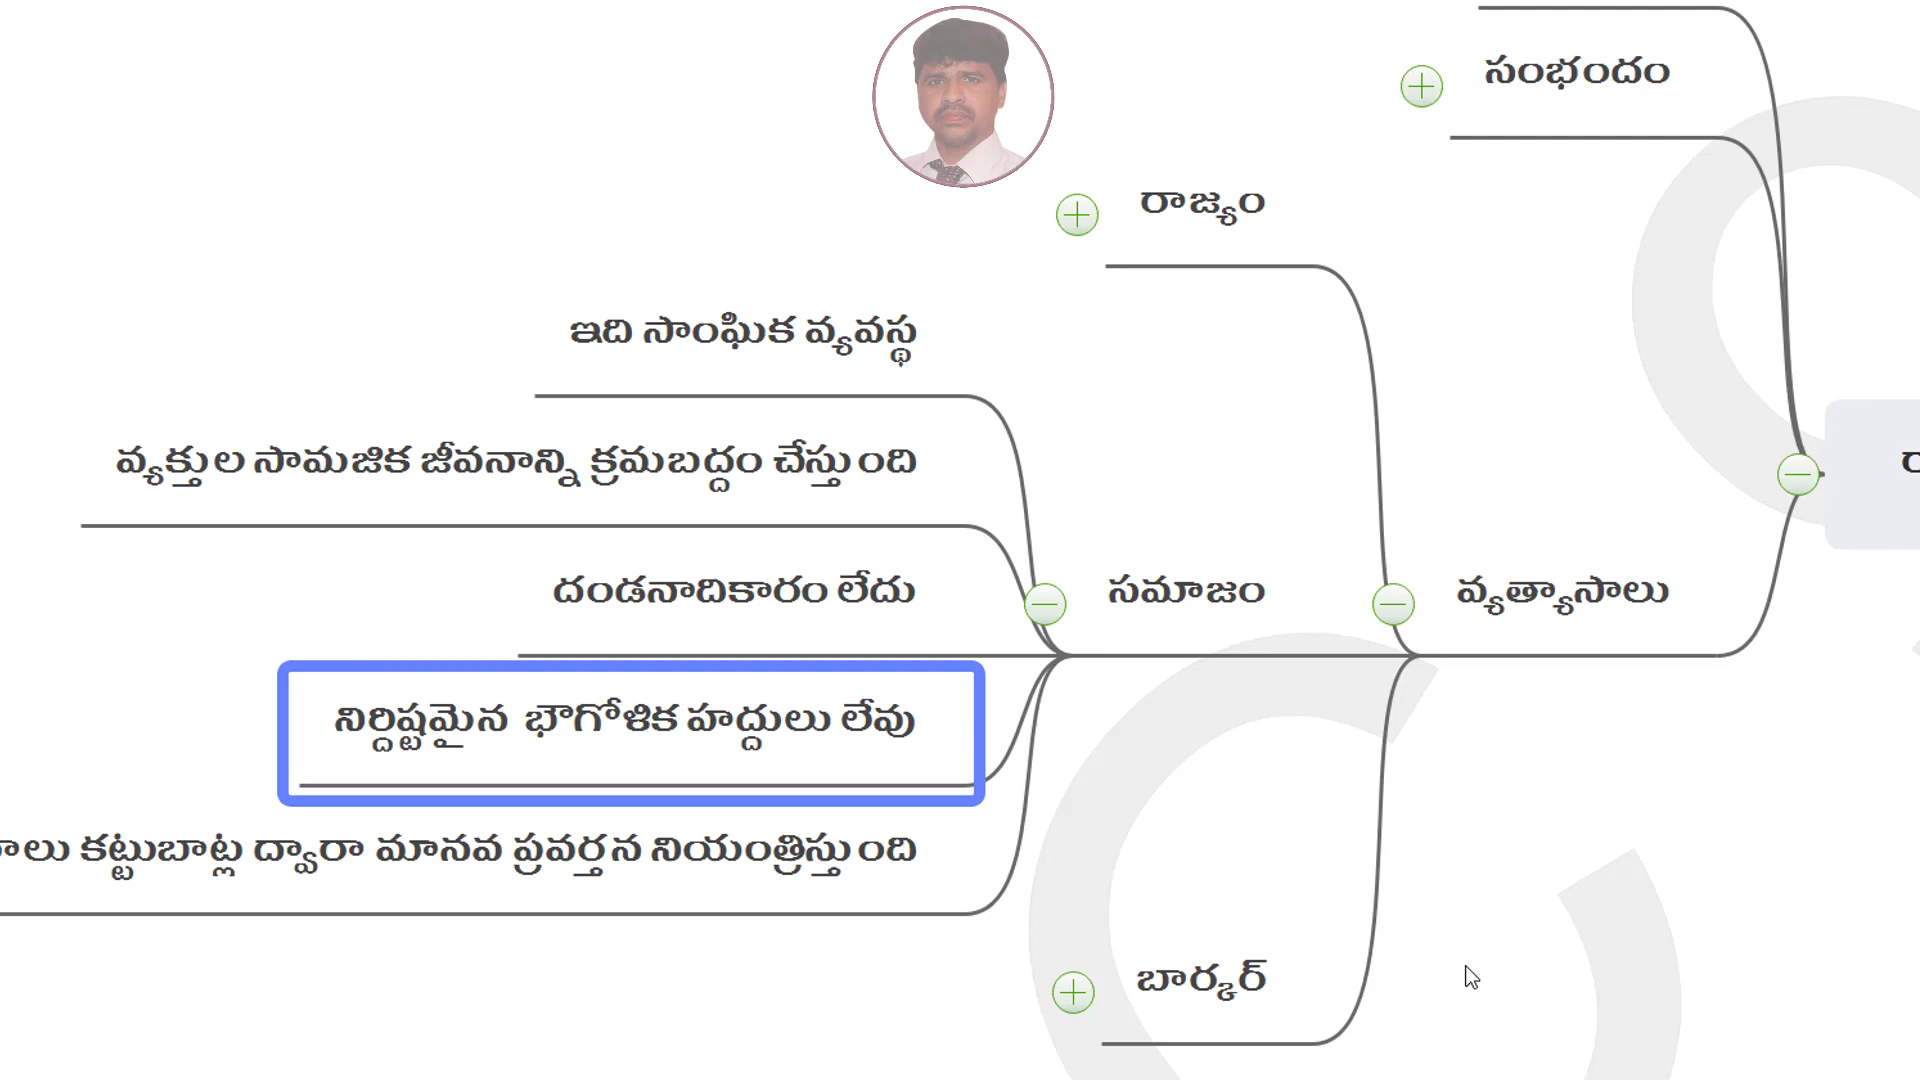 సంభందం
రాజ్యం
ఇది సాంఘిక వ్యవస్థ
వ్యక్తుల సామజిక జీవనాన్ని క్రమబద్దం చేస్తుంది
దండనాదికారం లేదు
సమాజం
వ్యత్యాసాలు
నిర్దిష్టమైన భౌగోళిక హద్దులు లేవు
కట్టుబాట్ల ద్వారా మానవ ప్రవర్తన నియంత్రిస్తుంది
బార్కర్